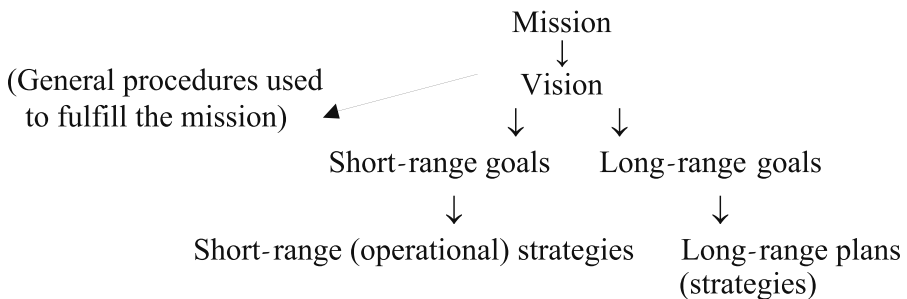 Mission
↓
(General procedures used
to fulfill the mission)
Vision
↓ ↓
Short-range goals Long-range goals
↓ ↓
Short-range (operational) strategies Long-range plans
(strategies)